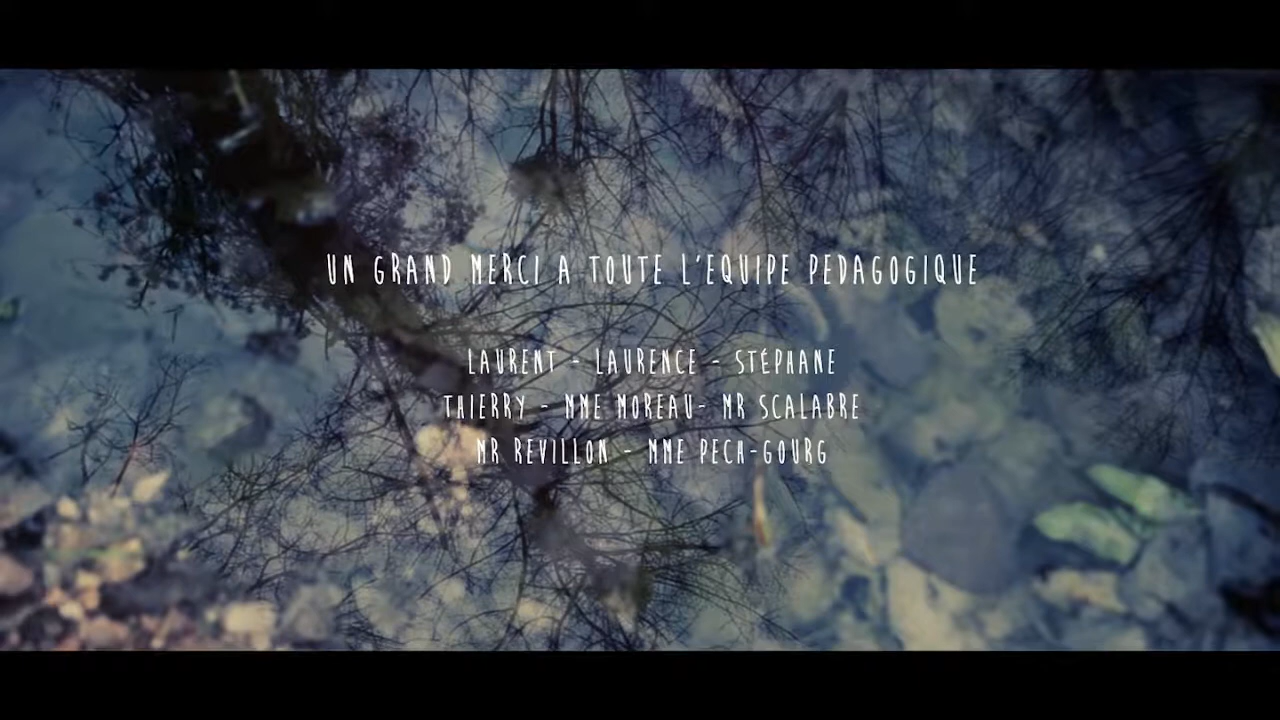 UN GRAND MERCI A TOUTE L'EQUIPE PEDAGOGIQUE
LAURENT - LAURENCE - STÉPHANE
THIERRY - MME MOREAU- MR SCALABRE
MR REVILLON - MME PECH-GOURG